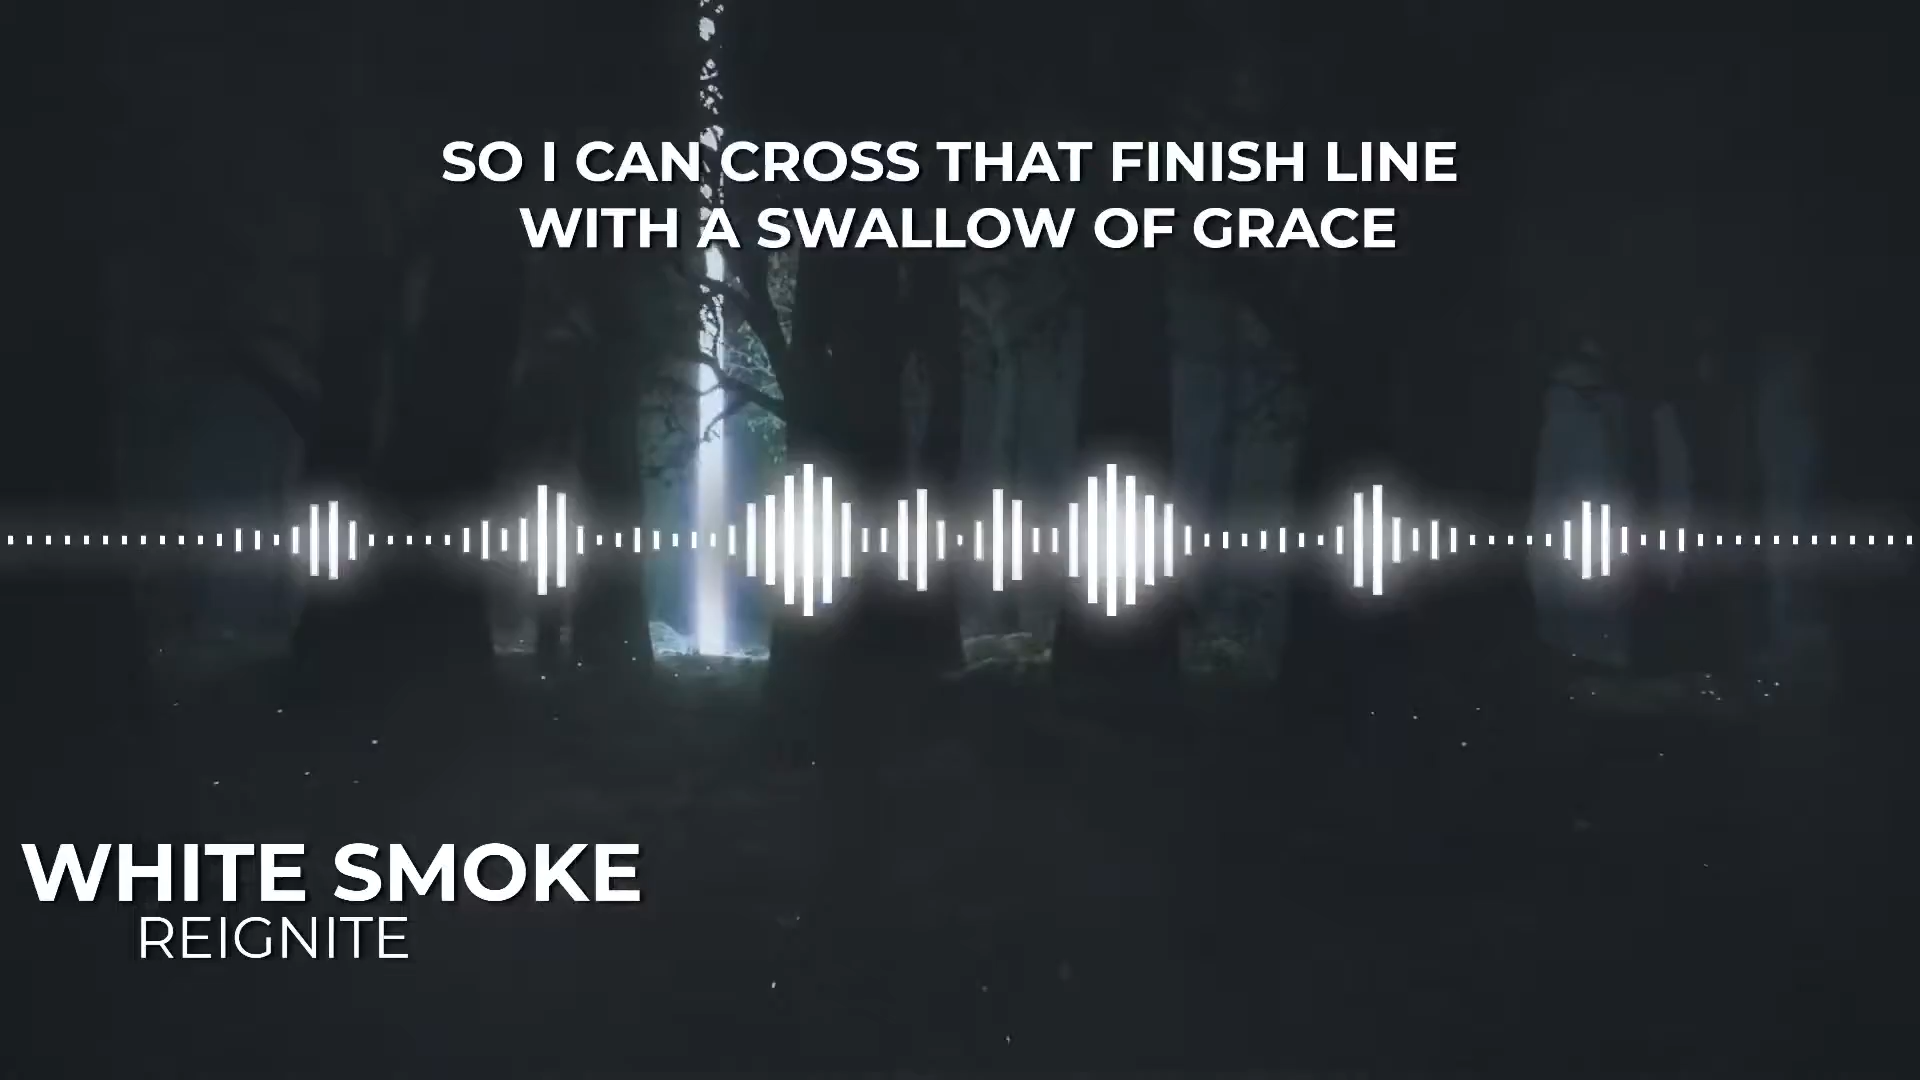 SO I CAN CROSS THAT FINISH LINE
WITH A SWALLOW OF GRACE
WHITE SMOKE
REIGNITE